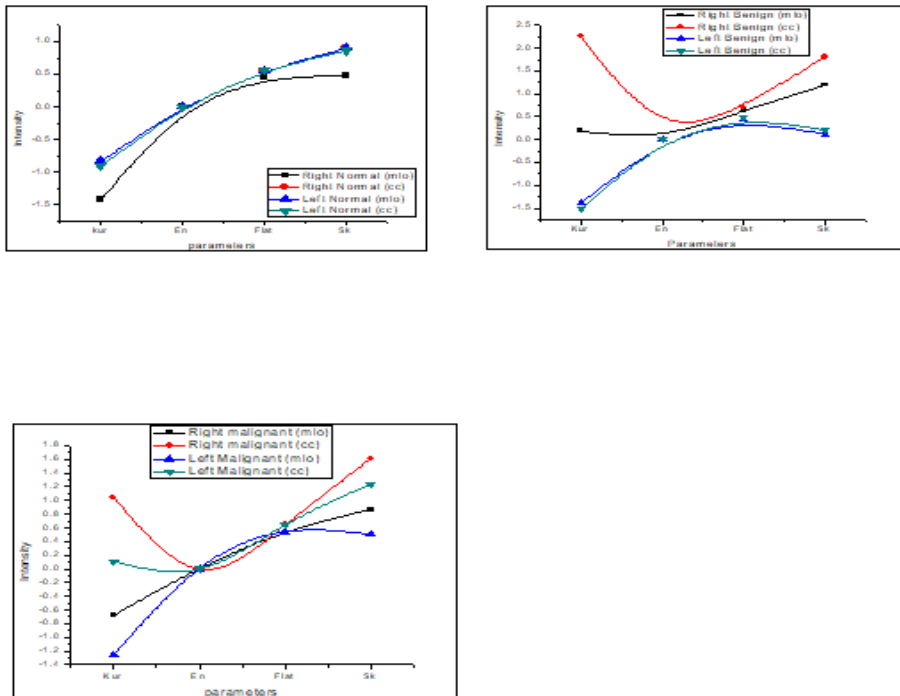 Right Normal (mlo)
Right Normal (cc)
Left Normal (mlo)
Left Normal (cc)
1.0
0.5
0.0
-0.5
-1.0
-1.5
Intensity
kur
En
Flat
Sk
parameters
Right Benign (mlo)
Right Benign (cc)
Left Benign (mlo)
Left Benign (cc)
2.5
2.0
1.5
1.0
0.5
0.0
-0.5
-1.0
-1.5
Intensity
Kur
En
Flat
Sk
Parameters
Right malignant (mlo)
Right malignant (cc)
Left Malignant (mlo)
Left Malignant (cc)
1.8
1.6
1.4
1.2
1.0
0.8
0.6
0.4
0.2
0.0
-0.2
-0.4
-0.6
-0.8
-1.0
-1.2
-1.4
Intensity
Kur
En
Flat
Sk
parameters